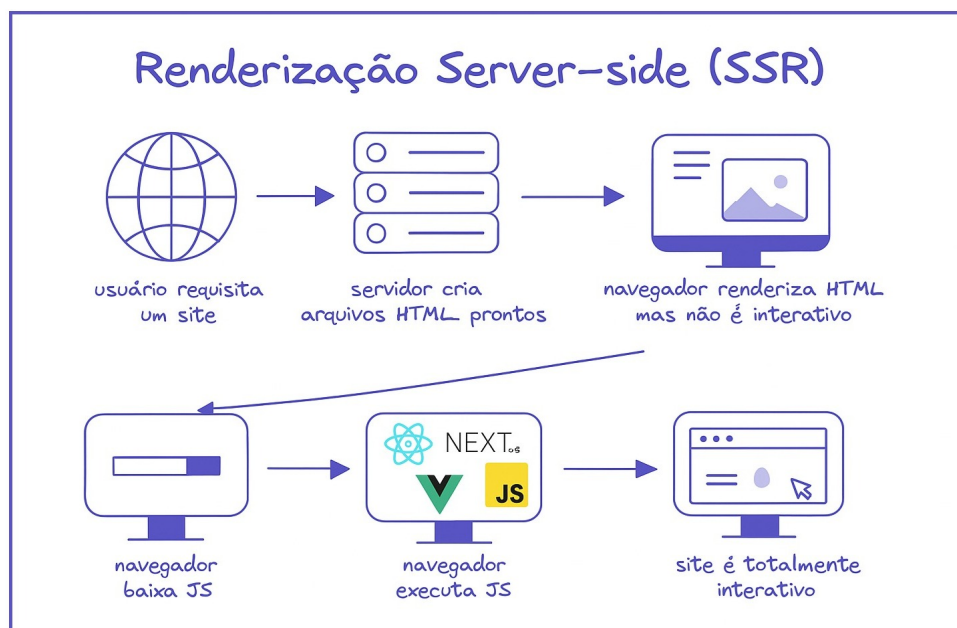 Renderização Server-side (SSR)
usuário requisita
um site
servidor cria
arquivos HTML prontos
navegador renderiza HTML
mas não é interativo
NEXT.JS
JS
navegador
baixa JS
navegador
executa JS
site é totalmente
interativo